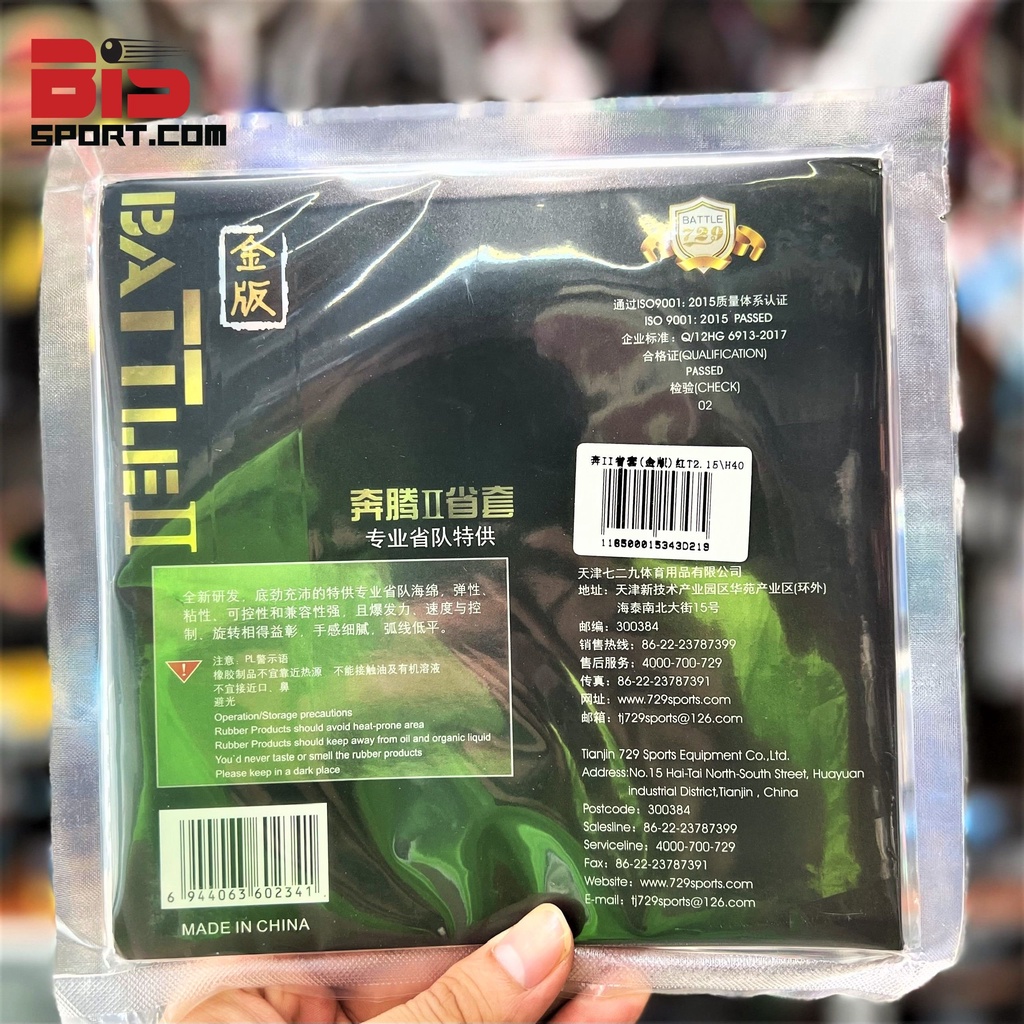 BiS
SPORT.COM
BATTLE II
金版
BATTLE
729
通过ISO9001: 2015质量体系认证
ISO 9001: 2015 PASSED
企业标准：Q/12HG 6913-2017
合格证(QUALIFICATION)
PASSED
检验(CHECK)
02
奔II省套(金版)红T2.15\H40
116500015343D219
奔腾II省套
专业省队特供
全新研发，底劲充沛的特供专业省队海绵，弹性、
粘性，可控性和兼容性强，且爆发力、速度与控
制，旋转相得益彰，手感细腻，弧线低平。
注意：PL警示语
橡胶制品不宜靠近热源 不能接触油及有机溶液
不宜接近口、鼻
避光
Operation/Storage precautions
Rubber Products should avoid heat-prone area
Rubber Products should keep away from oil and organic liquid
You`d never taste or smell the rubber products
Please keep in a dark place
6 944063 602341
MADE IN CHINA
天津七二九体育用品有限公司
地址：天津新技术产业园区华苑产业区(环外)
海泰南北大街15号
邮编：300384
销售热线：86-22-23787399
售后服务：4000-700-729
传真：86-22-23787391
网址：www.729sports.com
邮箱：tj729sports@126.com
Tianjin 729 Sports Equipment Co.,Ltd.
Address:No.15 Hai-Tai North-South Street, Huayuan
industrial District,Tianjin , China
Postcode：300384
Salesline：86-22-23787399
Serviceline：4000-700-729
Fax：86-22-23787391
Website：www.729sports.com
E-mail：tj729sports@126.com